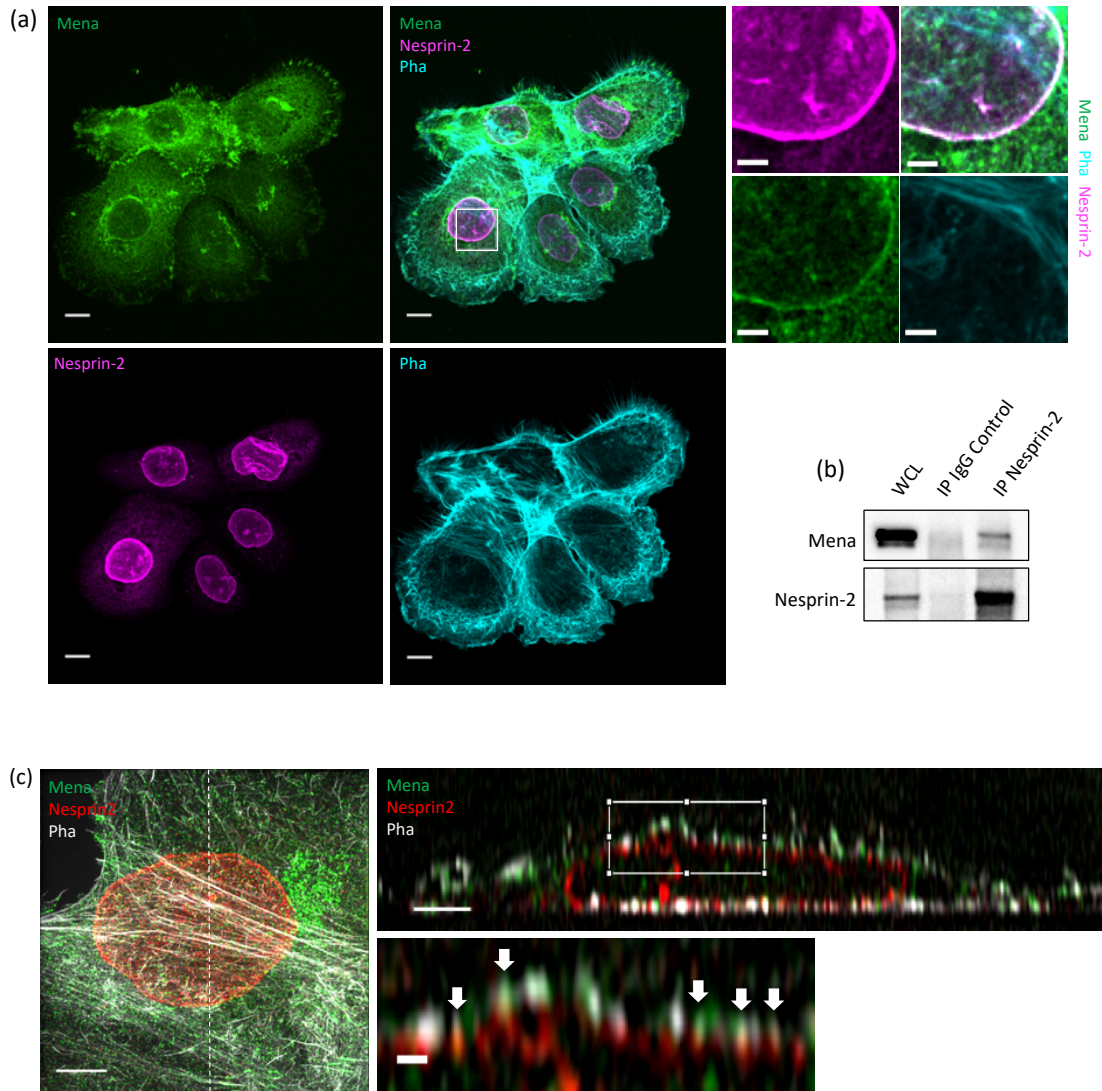 (a)
Mena
Mena
Nesprin-2
Pha
Mena Pha Nesprin-2
Nesprin-2
Pha
(b)
WCL
IP IgG Control
IP Nesprin-2
Mena
Nesprin-2
(c)
Mena
Nesprin2
Pha
Mena
Nesprin2
Pha